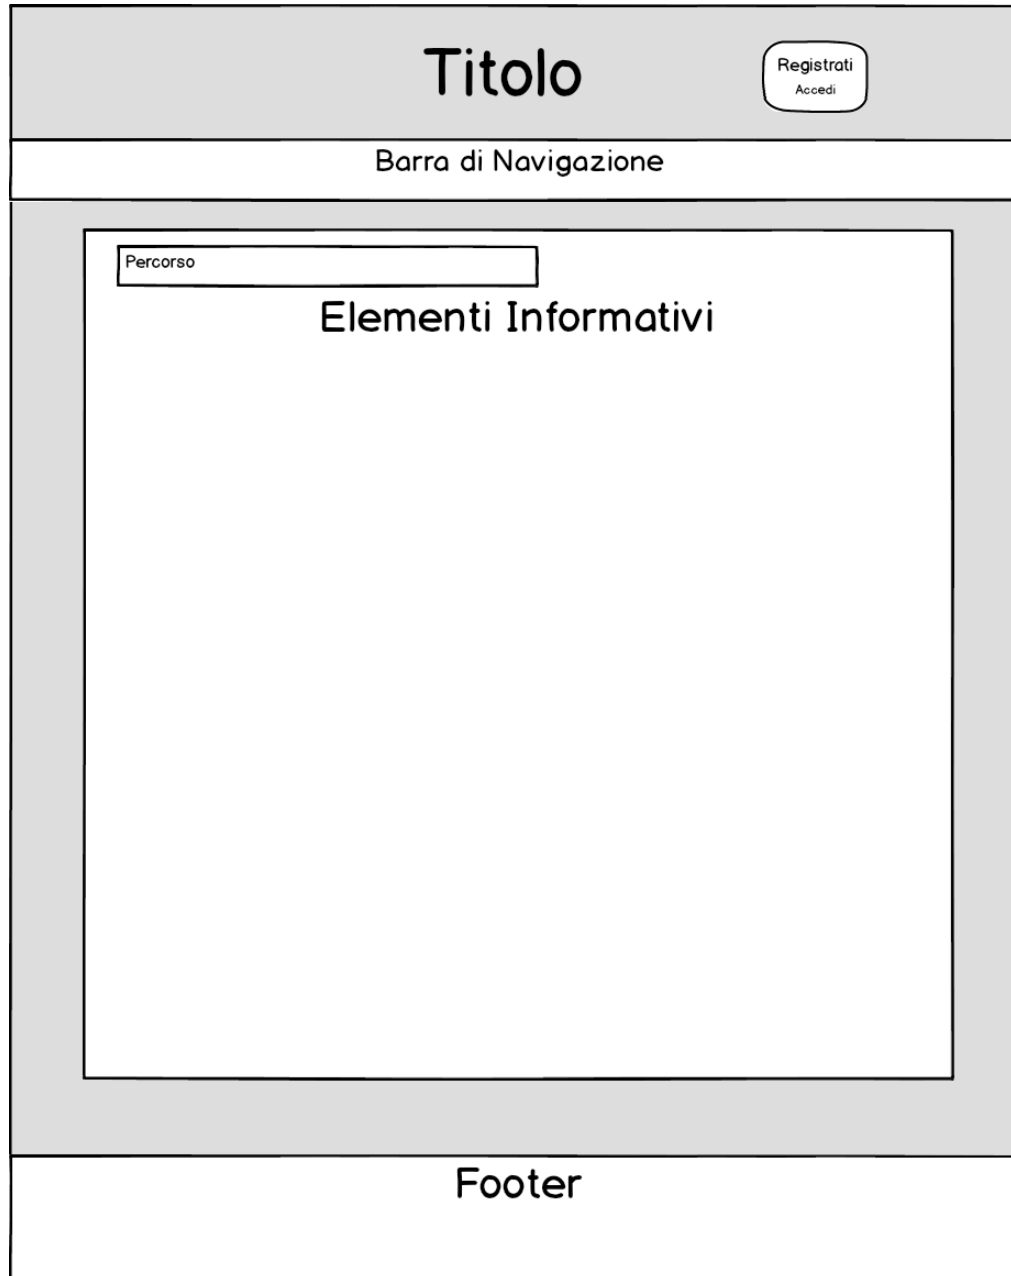 Titolo
Registrati
Accedi
Barra di Navigazione
Percorso
Elementi Informativi
Footer